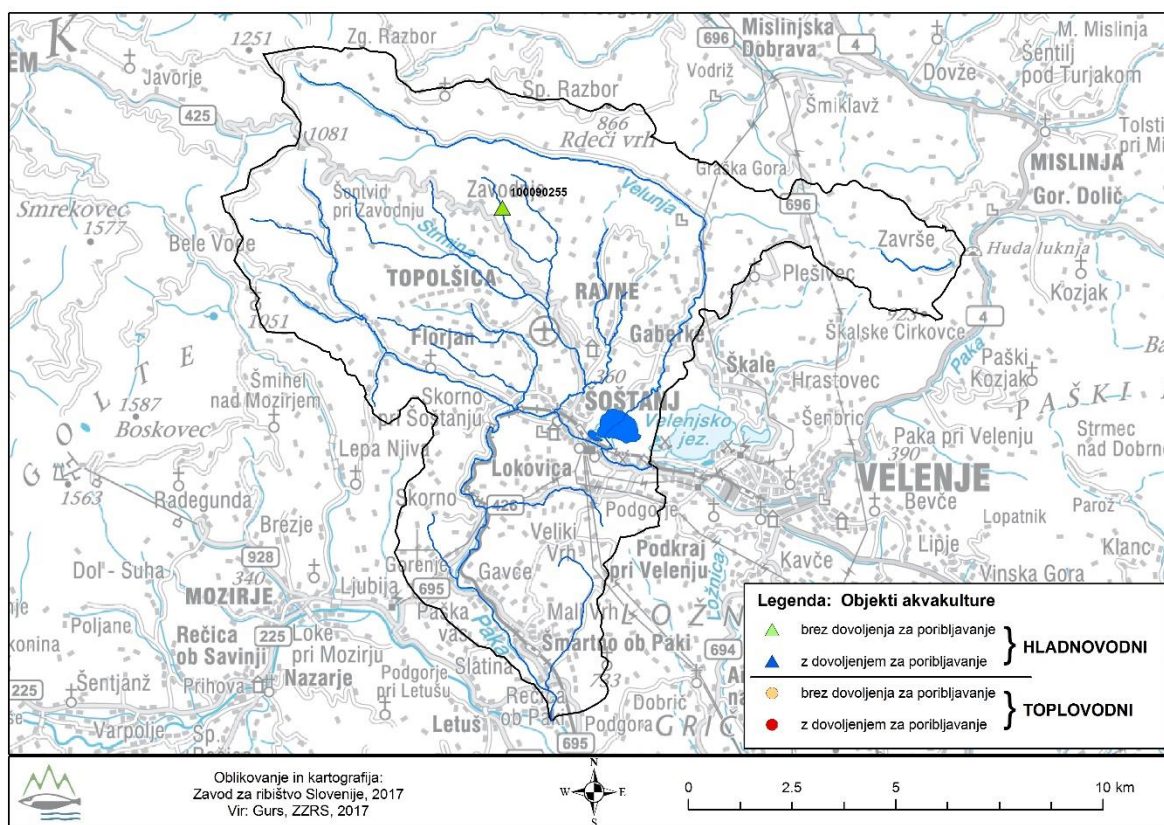 K
1251
Zg. Razbor
696
Mislinjska
Dobrava
4
M. Mislinja
Šentilj
pod Turjakom
Javorje
Vodriž
Dovže
Sp. Razbor
Šmiklavž
425
866
Rdeči vrh
1081
Tolsti
pri M
MISLINJA
Gor. Dolič
Graška Gora
Šentvid
pri Zavodnju
Zavodnje
100090255
Velunja
696
Smrekovec
1577
Bele Vode
Završe
Huda luknja
Strmina
TOPOLŠICA
RAVNE
Plešivec
Kozjak
1051
Gaberke
Škalske Cirkovce
4
Florjan
Škale
Paka
Paški
Kozjak
Šmihel
nad Mozirjem
360
Hrastovec
Skorno
pri Šoštanju
ŠOŠTANJ
PAŠKI
1587
Boskovec
Velenjsko
jez.
Šenbric
Paka pri Velenju
Strmec
nad Dobrno
Lepa Njiva
390
GOLTE
Lokovica
VELENJE
1563
Radegunda
Skorno
426
Podgorje
Bevče
Lopatnik
Parož
Brezje
Veliki
Vrh
928
Podkraj
pri Velenju
Kavče
Lipje
Klanc
Dol - Suha
340
Gorenje
Gavče
Ložnica
Vinska Gora
MOZIRJE
Ljubija
695
Poljane
Mali Vrh
Rečica
ob Savinji
225
Loke
pri Mozirju
Paška
vas
Paka
Šmartno ob Paki
694
Slatina
Šentjanž
Nazarje
Podgorje
pri Letušu
225
Prihova
Rečica
ob Paki
Dobrič
Letuš
Podgora
Varpolje
Sp.
695
Legenda: Objekti akvakulture
brez dovoljenja za poribljavanje
HLADNOVODNI
z dovoljenjem za poribljavanje
brez dovoljenja za poribljavanje
TOPLOVODNI
z dovoljenjem za poribljavanje
Oblikovanje in kartografija:
Zavod za ribištvo Slovenije, 2017
Vir: Gurs, ZZRS, 2017
N
W E
S
0 2.5 5 10 km